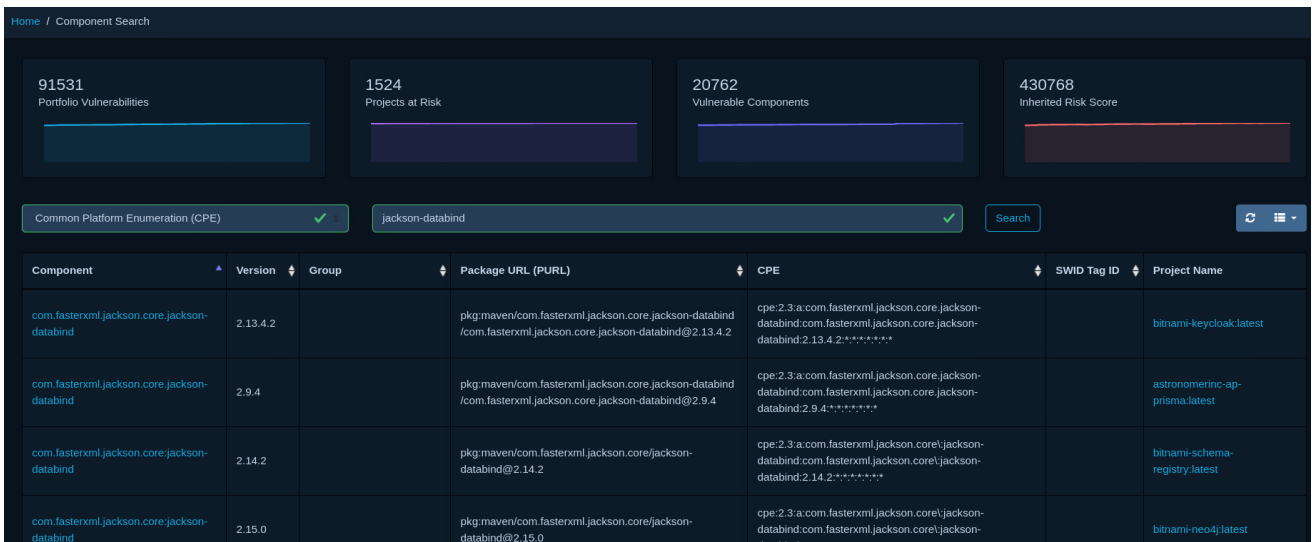 Home / Component Search
91531
Portfolio Vulnerabilities
1524
Projects at Risk
20762
Vulnerable Components
430768
Inherited Risk Score
Common Platform Enumeration (CPE)
jackson-databind
Search
Component Version Group Package URL (PURL) CPE SWID Tag ID Project Name
com.fasterxml.jackson.core.jackson-
databind
2.13.4.2
pkg:maven/com.fasterxml.jackson.core.jackson-databind
/com.fasterxml.jackson.core.jackson-databind@2.13.4.2
cpe:2.3:a:com.fasterxml.jackson.core.jackson-
databind:com.fasterxml.jackson.core.jackson-
databind:2.13.4.2:*:*:*:*:*:*:*
bitnami-keycloak:latest
com.fasterxml.jackson.core.jackson-
databind
2.9.4
pkg:maven/com.fasterxml.jackson.core.jackson-databind
/com.fasterxml.jackson.core.jackson-databind@2.9.4
cpe:2.3:a:com.fasterxml.jackson.core.jackson-
databind:com.fasterxml.jackson.core.jackson-
databind:2.9.4:*:*:*:*:*:*:*
astronomerinc-ap-
prisma:latest
com.fasterxml.jackson.core:jackson-
databind
2.14.2
pkg:maven/com.fasterxml.jackson.core/jackson-
databind@2.14.2
cpe:2.3:a:com.fasterxml.jackson.core\:jackson-
databind:com.fasterxml.jackson.core\:jackson-
databind:2.14.2:*:*:*:*:*:*:*
bitnami-schema-
registry:latest
com.fasterxml.jackson.core:jackson-
databind
2.15.0
pkg:maven/com.fasterxml.jackson.core/jackson-
databind@2.15.0
cpe:2.3:a:com.fasterxml.jackson.core\:jackson-
databind:com.fasterxml.jackson.core\:jackson-
bitnami-neo4j:latest